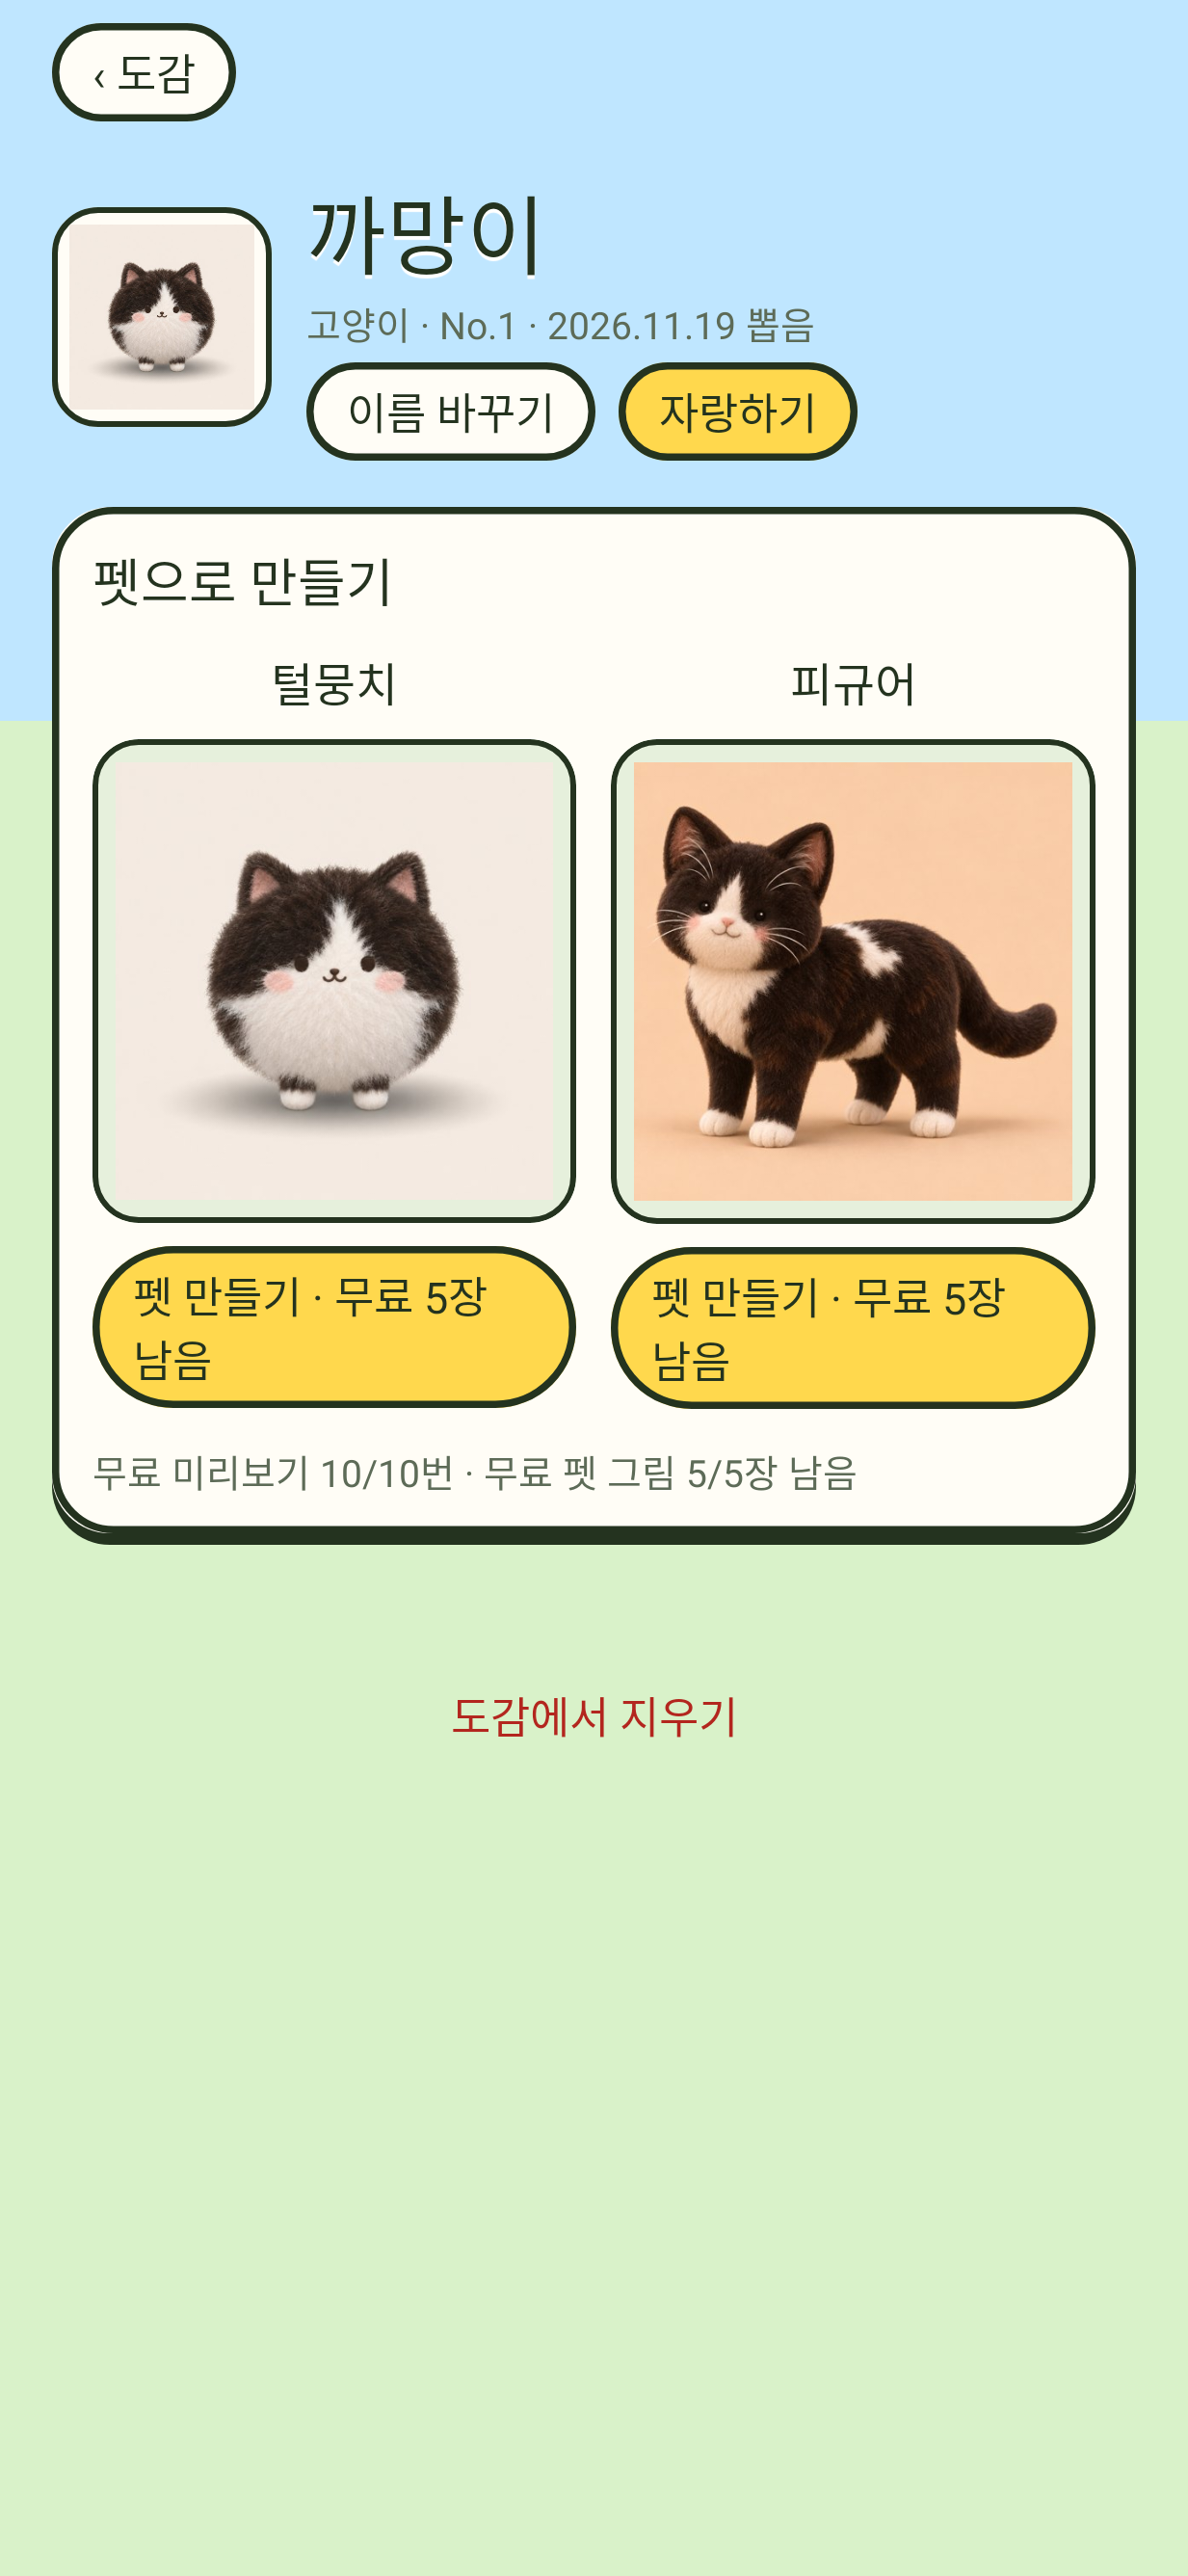 ‹ 도감
까망이
고양이 · No.1 · 2026.11.19 뽑음
이름 바꾸기
자랑하기
펫으로 만들기
털뭉치
피규어
펫 만들기 · 무료 5장
남음
펫 만들기 · 무료 5장
남음
무료 미리보기 10/10번 · 무료 펫 그림 5/5장 남음
도감에서 지우기